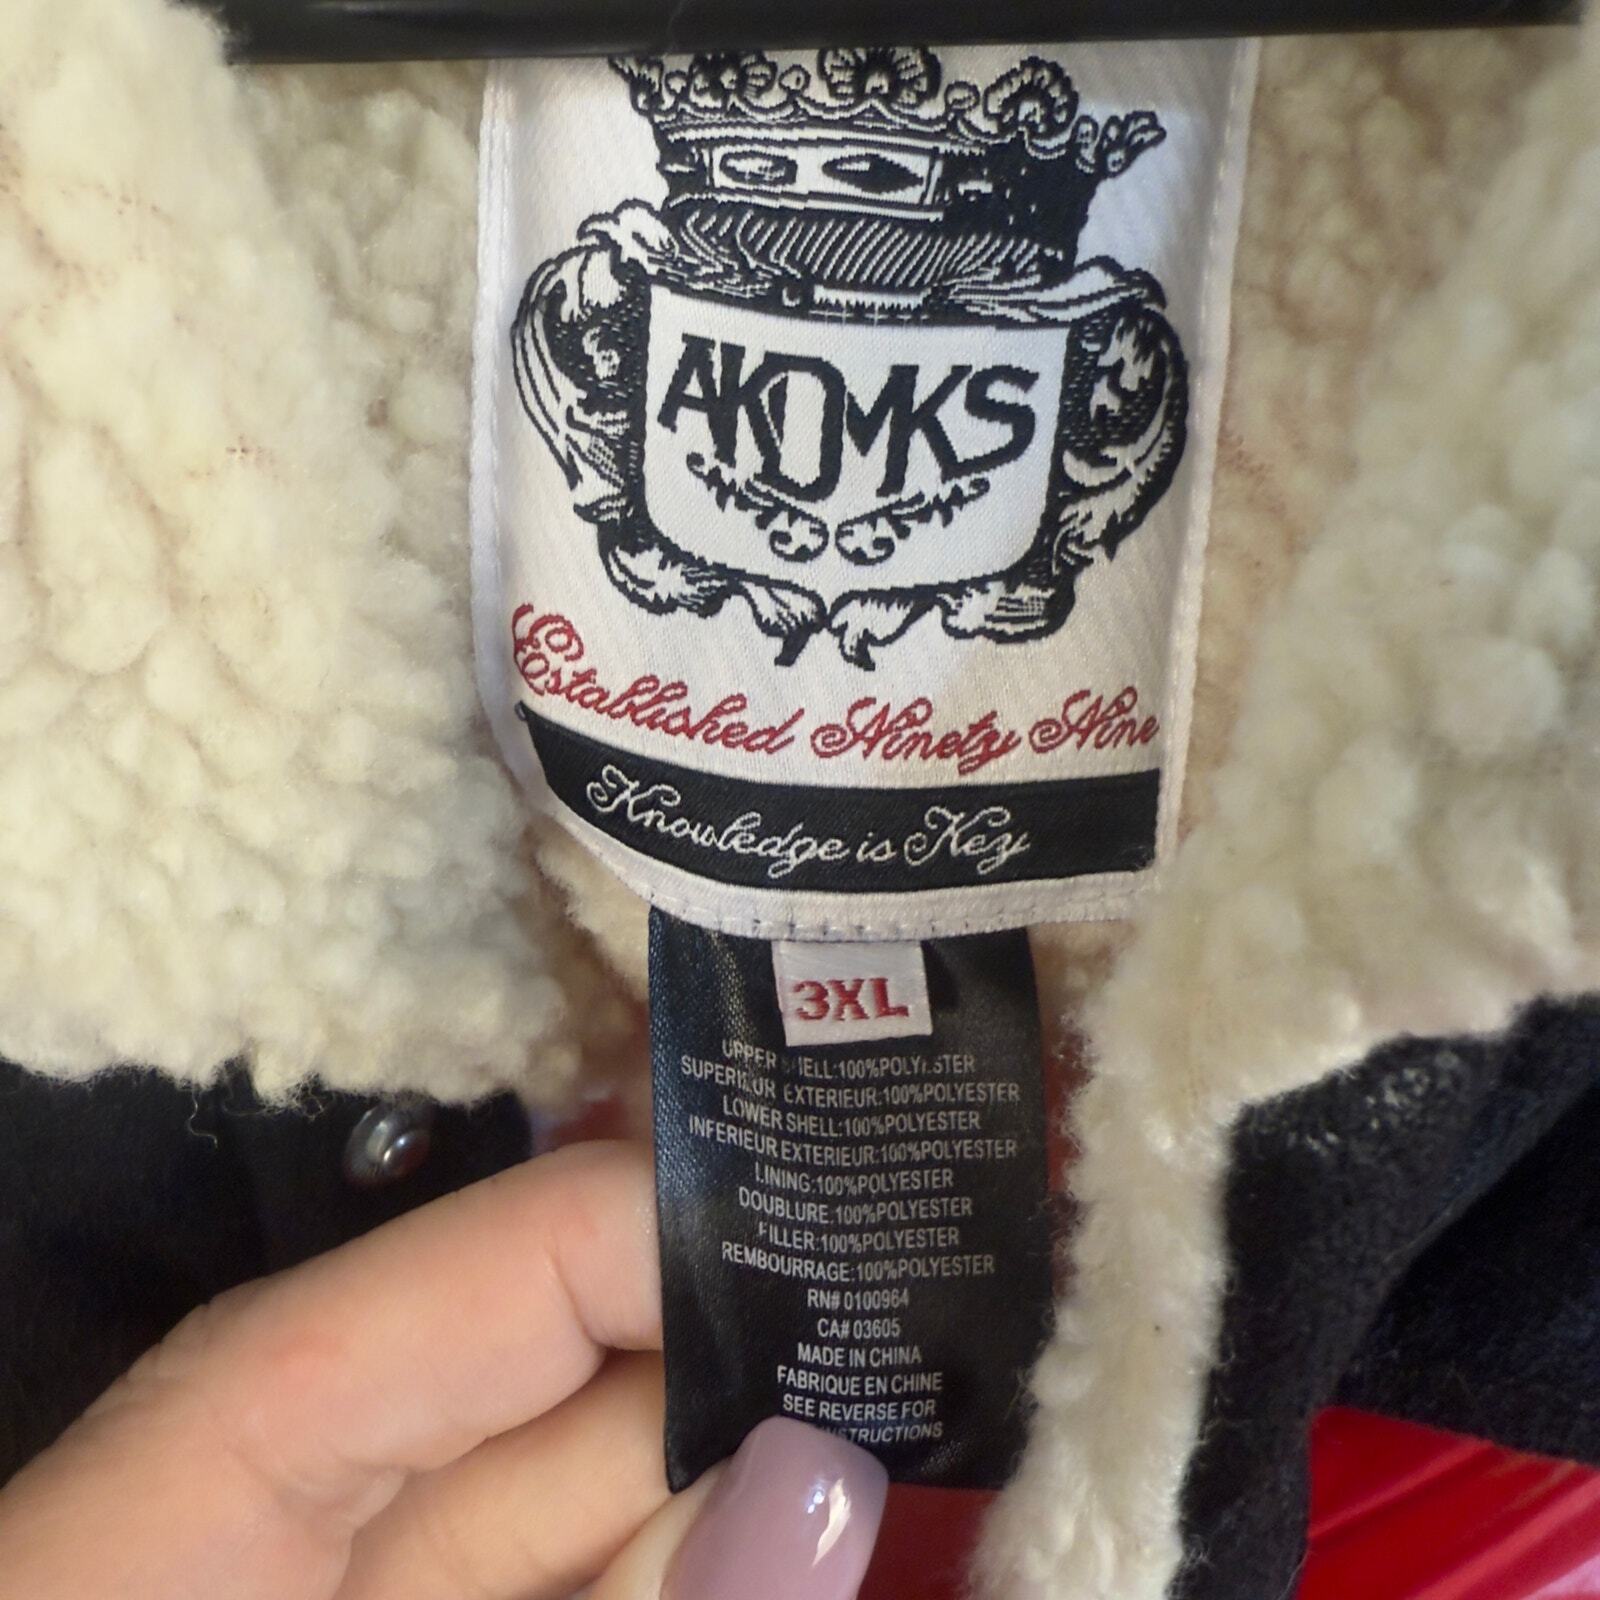 AKDMKS
Established Ninety Nine
Knowledge is Key
3XL
UPPER SHELL:100%POLYESTER
SUPERIEUR EXTERIEUR:100%POLYESTER
LOWER SHELL:100%POLYESTER
INFERIEUR EXTERIEUR:100%POLYESTER
LINING:100%POLYESTER
DOUBLURE:100%POLYESTER
FILLER:100%POLYESTER
REMBOURRAGE:100%POLYESTER
RN# 0100964
CA# 03605
MADE IN CHINA
FABRIQUE EN CHINE
SEE REVERSE FOR